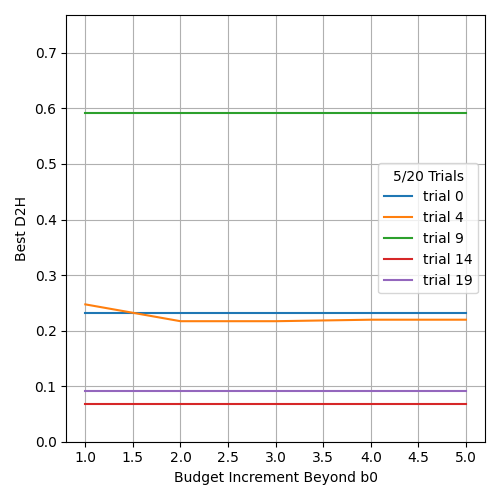 0.7
0.6
0.5
0.4
0.3
0.2
0.1
0.0
Best D2H
5/20 Trials
trial 0
trial 4
trial 9
trial 14
trial 19
1.0 1.5 2.0 2.5 3.0 3.5 4.0 4.5 5.0
Budget Increment Beyond b0